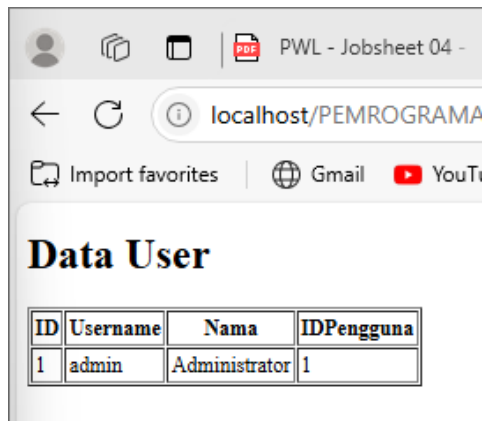 PDF PWL - Jobsheet 04 -
localhost/PEMROGRAMA
Import favorites Gmail YouTu
Data User
ID Username Nama IDPengguna
1 admin Administrator 1